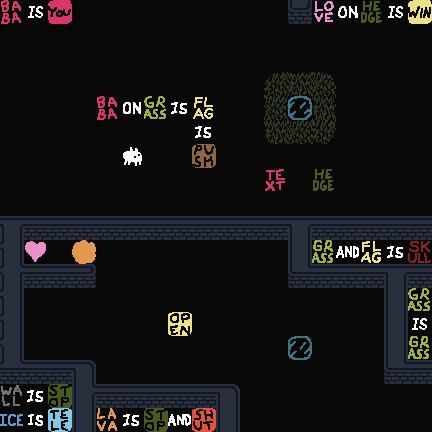 BABA IS YOU
LOVE ON HEDGE IS WIN
BABA ON GRASS IS FLAG
IS
PUSH
TEXT HEDGE
GRASS AND FLAG IS SKULL
GRASS
IS
GRASS
OPEN
WALL IS STOP
ICE IS TELE
LAVA IS STOP AND SHUT